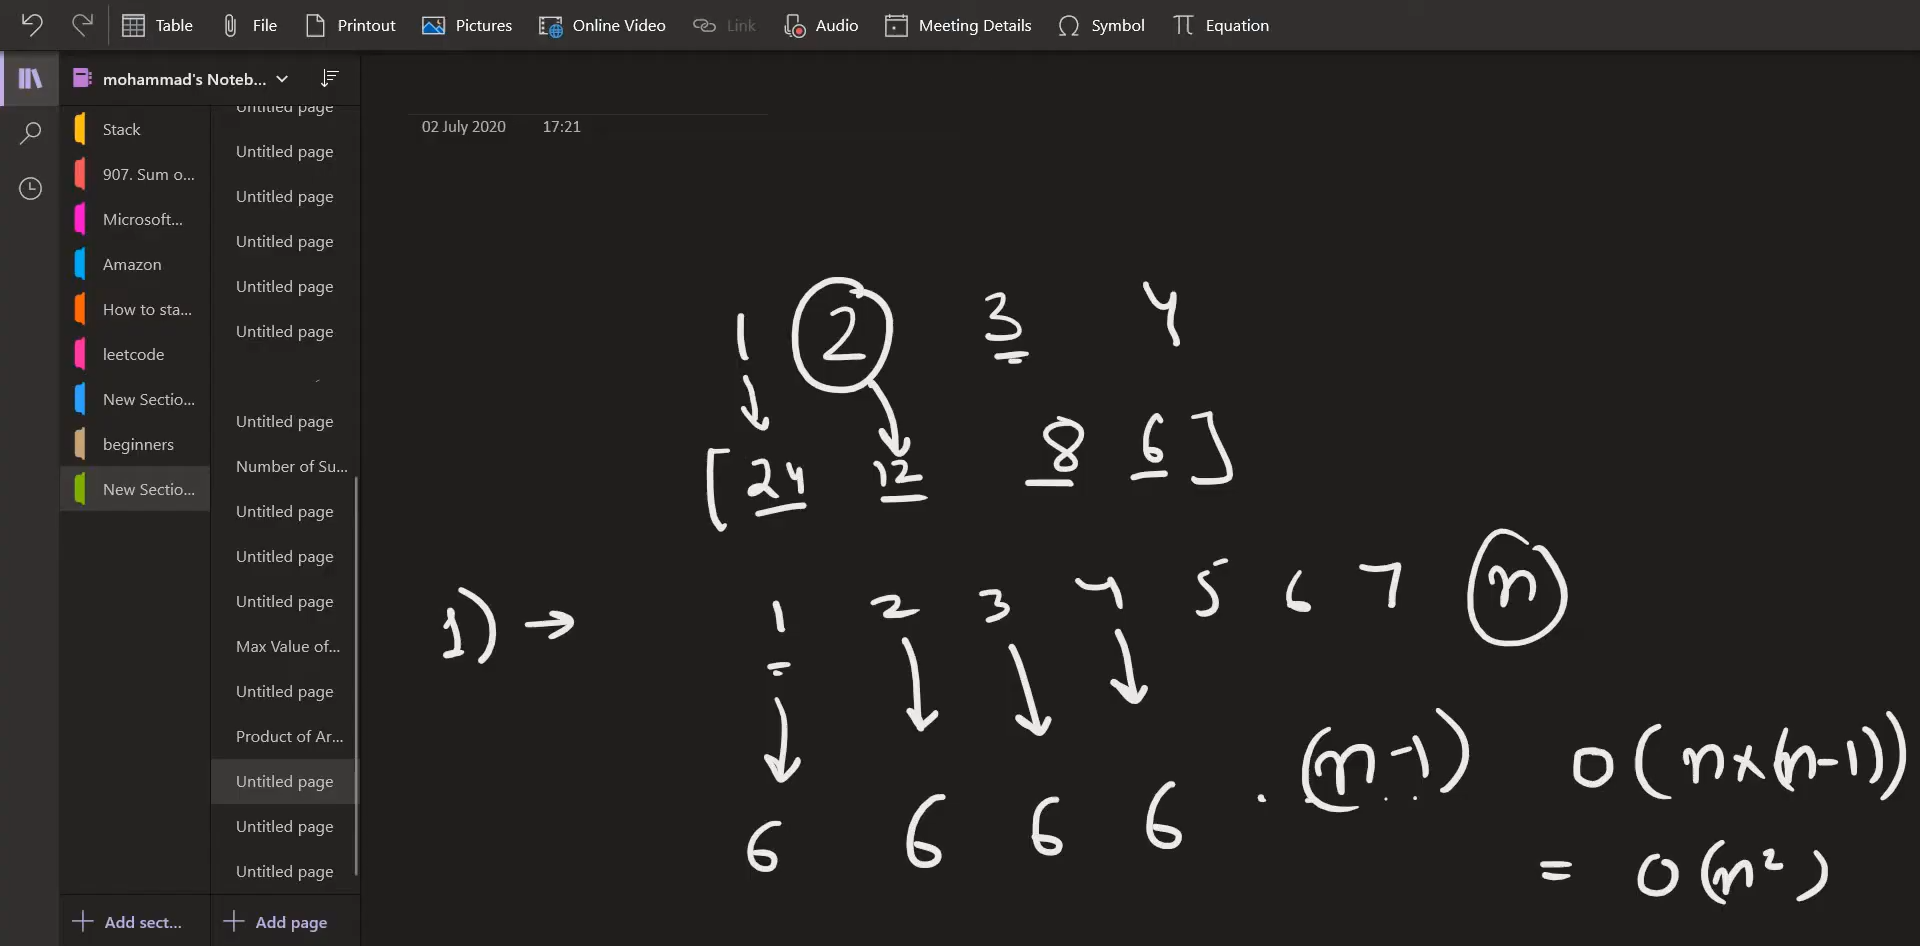 Table File Printout Pictures Online Video Link Audio Meeting Details Symbol Equation
mohammad's Noteb...
Stack
907. Sum o...
Microsoft...
Amazon
How to sta...
leetcode
New Sectio...
beginners
New Sectio...
Add sect...
Untitled page
Untitled page
Untitled page
Untitled page
Untitled page
Untitled page
Untitled page
Number of Su...
Untitled page
Untitled page
Untitled page
Max Value of...
Untitled page
Product of Ar...
Untitled page
Untitled page
Untitled page
Add page
02 July 2020 17:21
1 2 3 4
[24 12 8 6]
1) → 1 2 3 4 5 6 7 n
6 6 6 6 . (n-1) O(n×(n-1))
= O(n²)